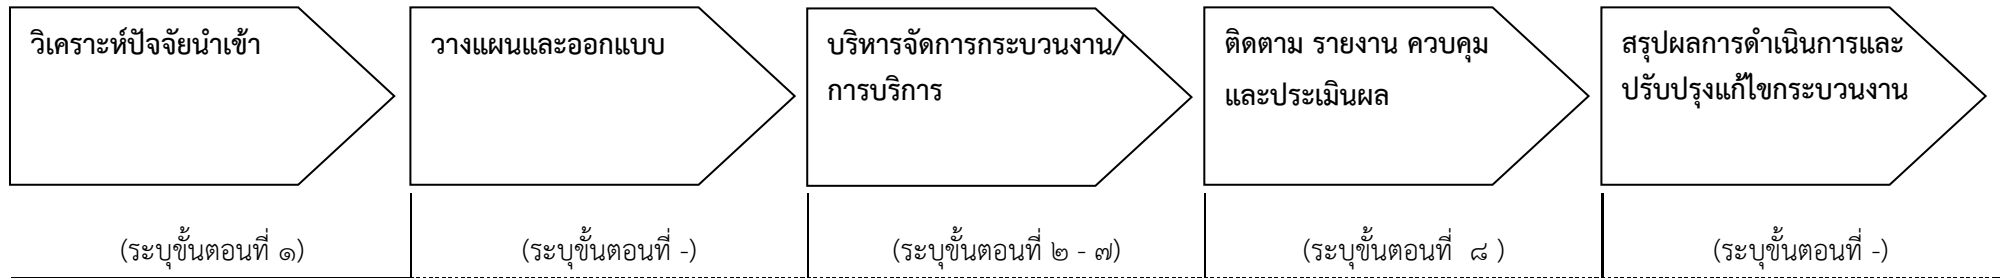 วิเคราะห์ปัจจัยนำเข้า
วางแผนและออกแบบ
บริหารจัดการกระบวนงาน/
การบริการ
ติดตาม รายงาน ควบคุม
และประเมินผล
สรุปผลการดำเนินการและ
ปรับปรุงแก้ไขกระบวนงาน
(ระบุขั้นตอนที่ ๑)
(ระบุขั้นตอนที่ -)
(ระบุขั้นตอนที่ ๒ - ๗)
(ระบุขั้นตอนที่ ๘ )
(ระบุขั้นตอนที่ -)